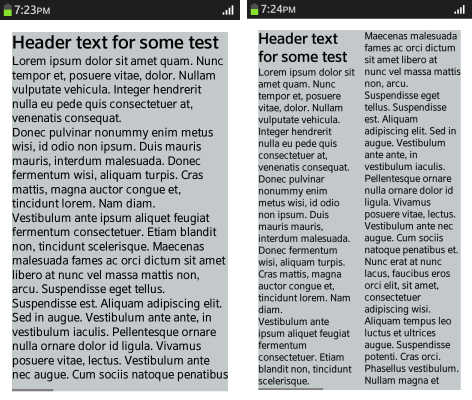 7:23PM
Header text for some test
Lorem ipsum dolor sit amet quam. Nunc
tempor et, posuere vitae, dolor. Nullam
vulputate vehicula. Integer hendrerit
nulla eu pede quis consectetuer at,
venenatis consequat.
Donec pulvinar nonummy enim metus
wisi, id odio non ipsum. Duis mauris
mauris, interdum malesuada. Donec
fermentum wisi, aliquam turpis. Cras
mattis, magna auctor congue et,
tincidunt lorem. Nam diam.
Vestibulum ante ipsum aliquet feugiat
fermentum consectetuer. Etiam blandit
non, tincidunt scelerisque. Maecenas
malesuada fames ac orci dictum sit amet
libero at nunc vel massa mattis non,
arcu. Suspendisse eget tellus.
Suspendisse est. Aliquam adipiscing elit.
Sed in augue. Vestibulum ante ante, in
vestibulum iaculis. Pellentesque ornare
nulla ornare dolor id ligula. Vivamus
posuere vitae, lectus. Vestibulum ante
nec augue. Cum sociis natoque penatibus
7:24PM
Header text for
some test
Lorem ipsum dolor sit
amet quam. Nunc
tempor et, posuere
vitae, dolor. Nullam
vulputate vehicula.
Integer hendrerit
nulla eu pede quis
consectetuer at,
venenatis consequat.
Donec pulvinar
nonummy enim
metus wisi, id odio
non ipsum. Duis
mauris mauris,
interdum malesuada.
Donec fermentum
wisi, aliquam turpis.
Cras mattis, magna
auctor congue et,
tincidunt lorem. Nam
diam.
Vestibulum ante
ipsum aliquet feugiat
fermentum
consectetuer. Etiam
blandit non, tincidunt
scelerisque.
Maecenas malesuada
fames ac orci dictum
sit amet libero at
nunc vel massa mattis
non, arcu.
Suspendisse eget
tellus. Suspendisse
est. Aliquam
adipiscing elit. Sed in
augue. Vestibulum
ante ante, in
vestibulum iaculis.
Pellentesque ornare
nulla ornare dolor id
ligula. Vivamus
posuere vitae, lectus.
Vestibulum ante nec
augue. Cum sociis
natoque penatibus et.
Nunc erat at nunc
lacus, faucibus eros
orci elit, sit amet,
consectetuer
adipiscing wisi.
Aliquam tempus leo
luctus et ultrices
augue. Suspendisse
potenti. Cras orci.
Phasellus vestibulum.
Nullam magna et